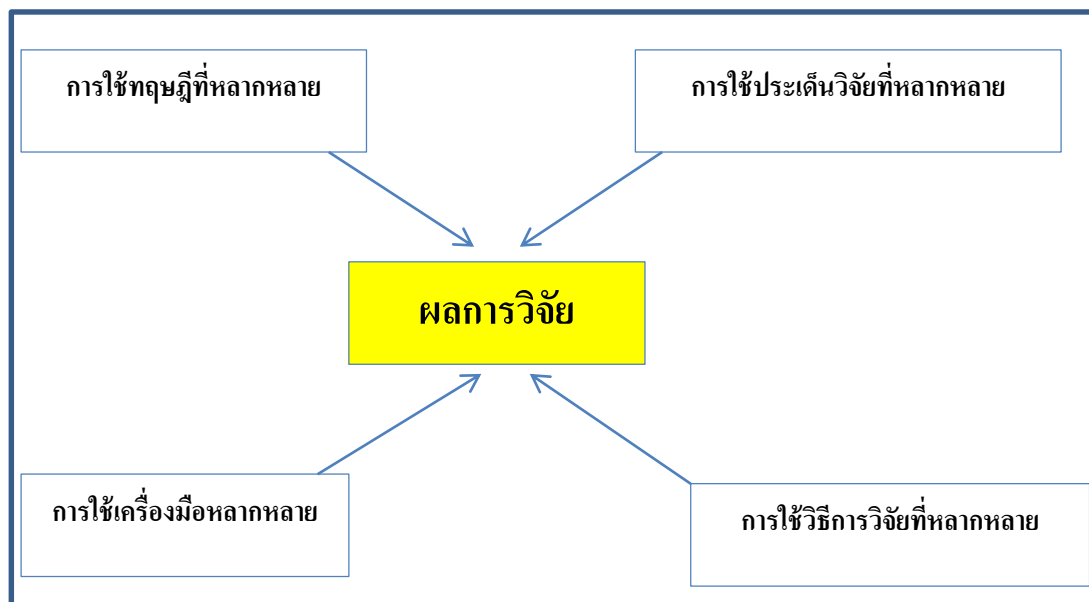 การใช้ทฤษฎีที่หลากหลาย
การใช้ประเด็นวิจัยที่หลากหลาย
ผลการวิจัย
การใช้เครื่องมือหลากหลาย
การใช้วิธีการวิจัยที่หลากหลาย